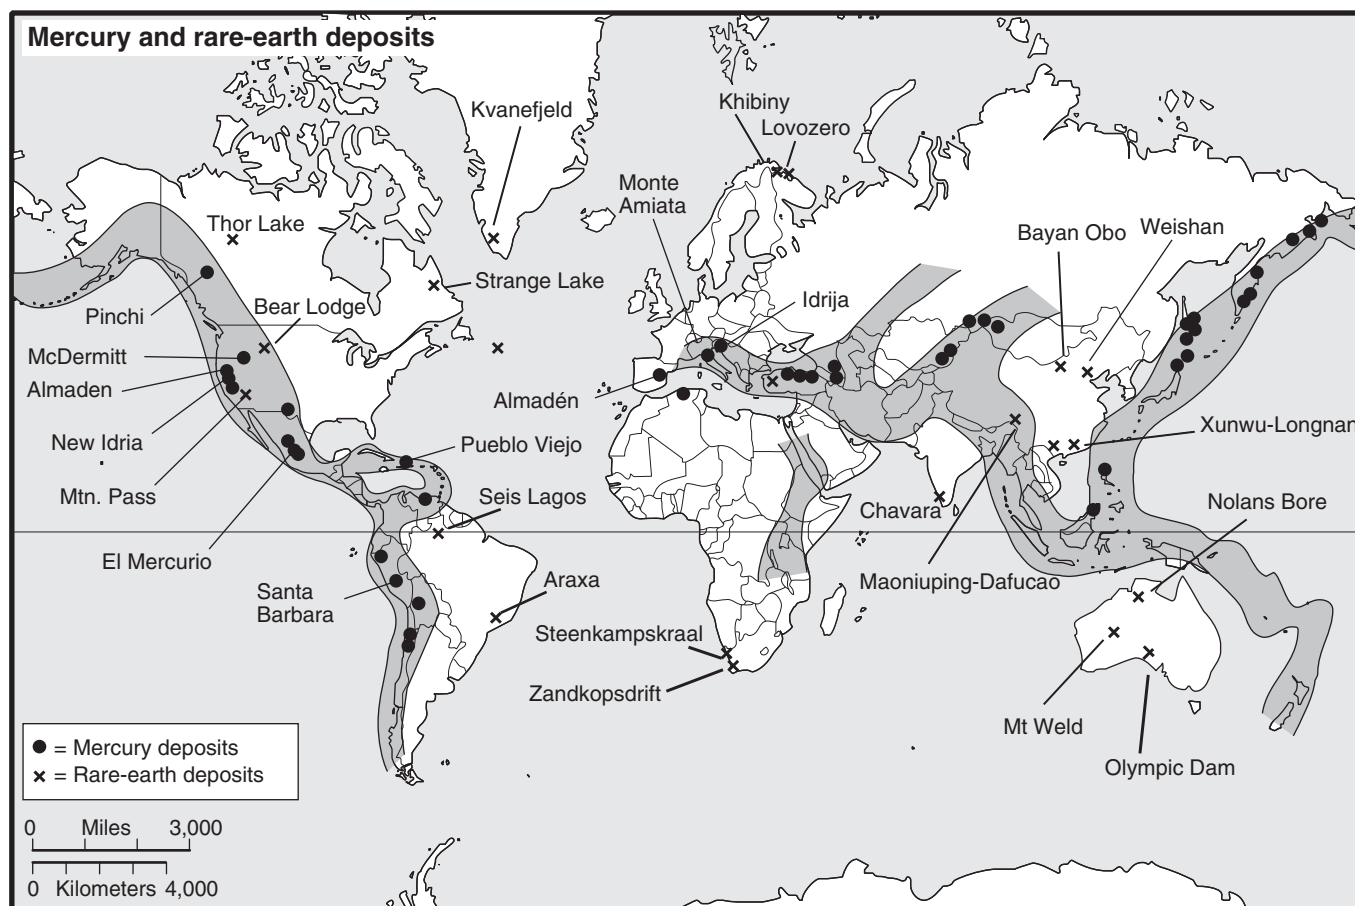 Mercury and rare-earth deposits
Kvanefjeld
Khibiny
Lovozero
Monte
Amiata
Thor Lake
Bayan Obo
Weishan
Strange Lake
Idrija
Pinchi
Bear Lodge
McDermitt
Almaden
Almadén
New Idria
Pueblo Viejo
Xunwu-Longnan
Mtn. Pass
Seis Lagos
Chavara
Nolans Bore
El Mercurio
Santa
Barbara
Araxa
Maoniuping-Dafucao
Steenkampskraal
Zandkopsdrift
Mt Weld
Olympic Dam
= Mercury deposits
= Rare-earth deposits
0 Miles 3,000
0 Kilometers 4,000